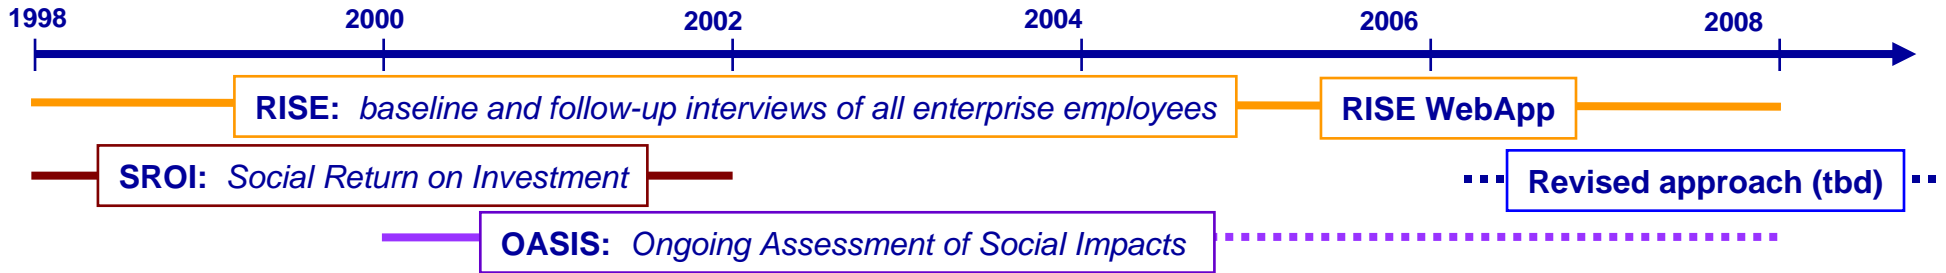 1998 2000 2002 2004 2006 2008
RISE: baseline and follow-up interviews of all enterprise employees RISE WebApp
SROI: Social Return on Investment Revised approach (tbd)
OASIS: Ongoing Assessment of Social Impacts